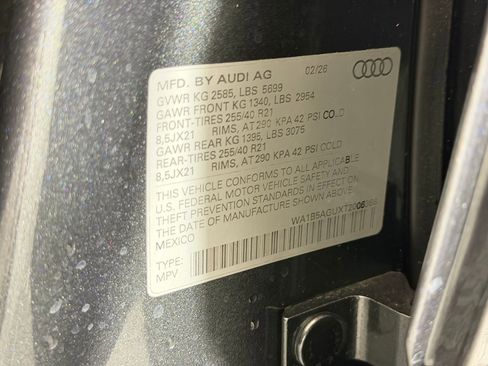 MFD. BY AUDI AG 02/26
GVWR KG 2585, LBS 5699
GAWR FRONT KG 1340, LBS 2954
FRONT-TIRES 255/40 R21
8,5JX21 RIMS, AT 290 KPA 42 PSI COLD
GAWR REAR KG 1395, LBS 3075
REAR-TIRES 255/40 R21
8,5JX21 RIMS, AT 290 KPA 42 PSI COLD
THIS VEHICLE CONFORMS TO ALL APPLICABLE
U.S. FEDERAL MOTOR VEHICLE SAFETY AND
THEFT PREVENTION STANDARDS IN EFFECT
ON DATE OF MANUFACTURE SHOWN ABOVE
MEXICO
TYPE:
MPV